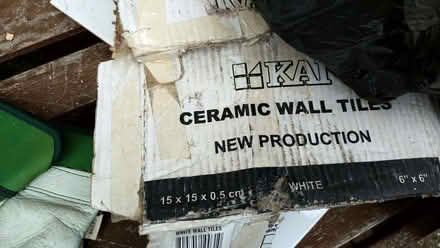 KAI
CERAMIC WALL TILES
NEW PRODUCTION
15 x 15 x 0.5 cm
WHITE
6" x 6"
WHITE WALL TILES